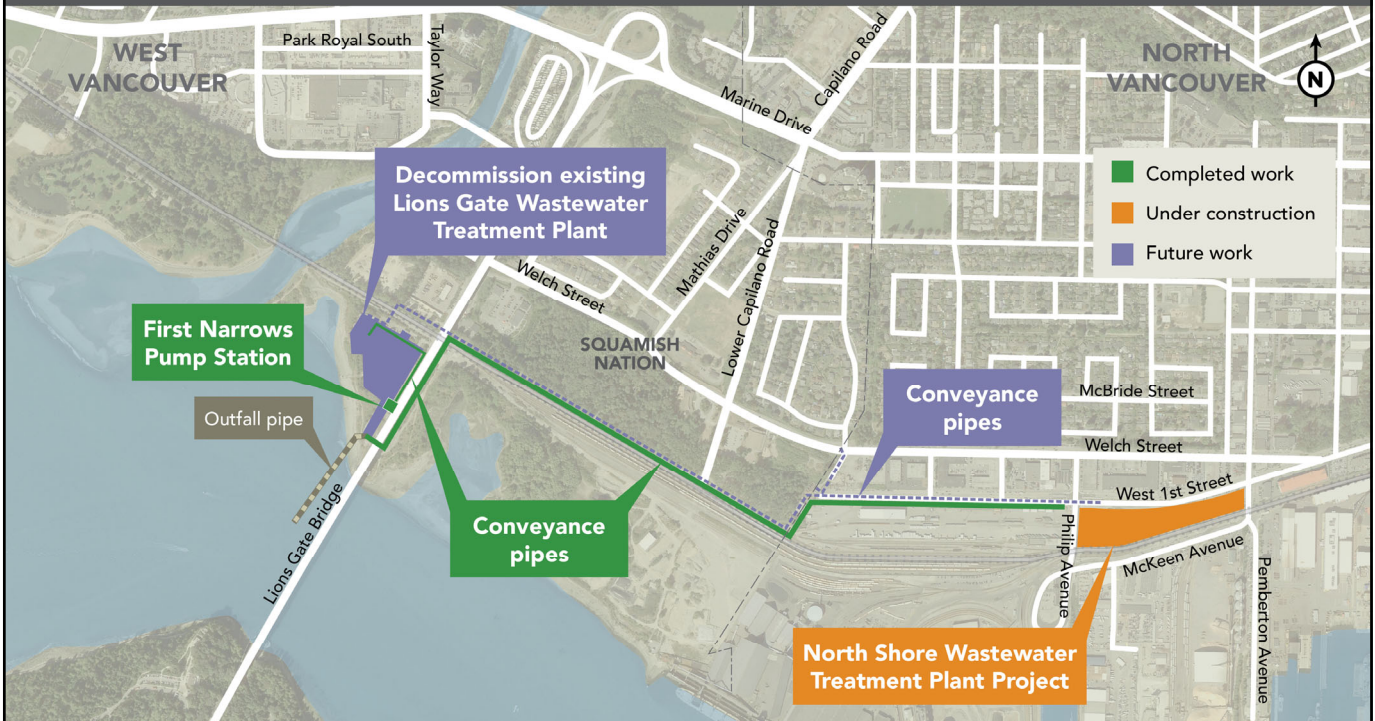 WEST
VANCOUVER
Park Royal South
Taylor Way
Capilano Road
Marine Drive
NORTH
VANCOUVER
N
Completed work
Under construction
Future work
Decommission existing
Lions Gate Wastewater
Treatment Plant
Mathias Drive
Welch Street
Lower Capilano Road
First Narrows
Pump Station
SQUAMISH
NATION
Outfall pipe
Conveyance
pipes
McBride Street
Welch Street
West 1st Street
Lions Gate Bridge
Conveyance
pipes
Philip Avenue
McKeen Avenue
Pemberton Avenue
North Shore Wastewater
Treatment Plant Project